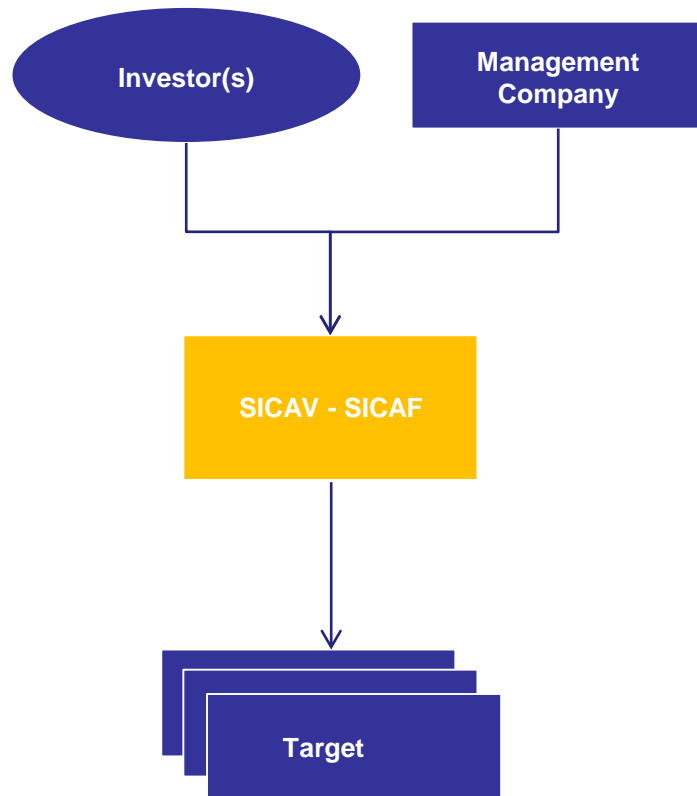 Investor(s)
Management
Company
SICAV - SICAF
Target